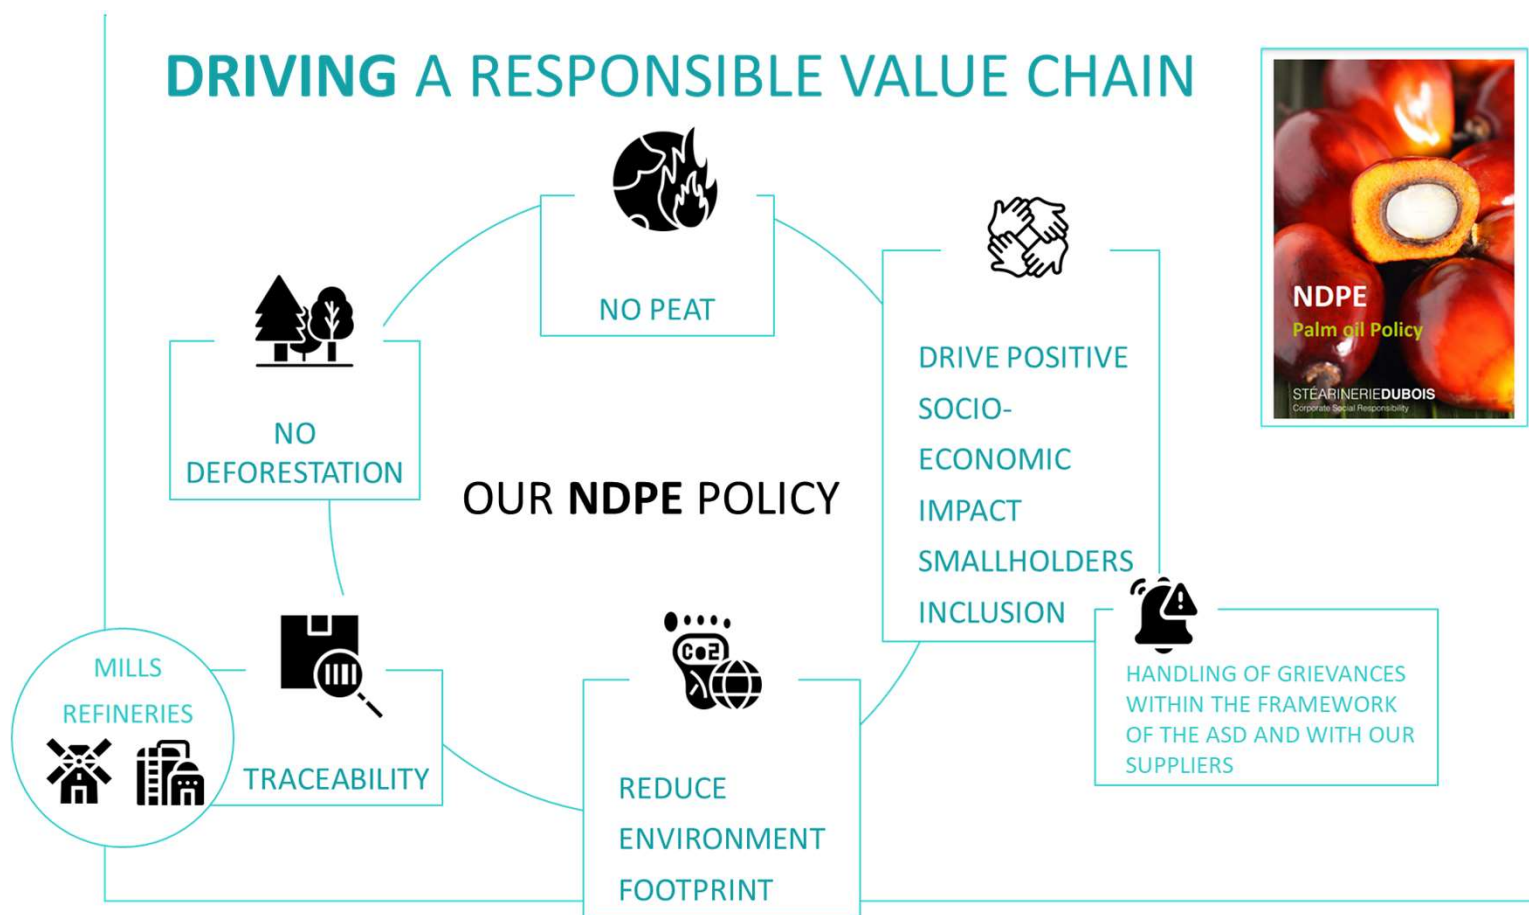 DRIVING A RESPONSIBLE VALUE CHAIN
NO PEAT
NO
DEFORESTATION
OUR NDPE POLICY
DRIVE POSITIVE
SOCIO-
ECONOMIC
IMPACT
SMALLHOLDERS
INCLUSION
NDPE
Palm oil Policy
STÉARINERIEDUBOIS
Corporate Social Responsibility
HANDLING OF GRIEVANCES
WITHIN THE FRAMEWORK
OF THE ASD AND WITH OUR
SUPPLIERS
MILLS
REFINERIES
TRACEABILITY
CO2
REDUCE
ENVIRONMENT
FOOTPRINT